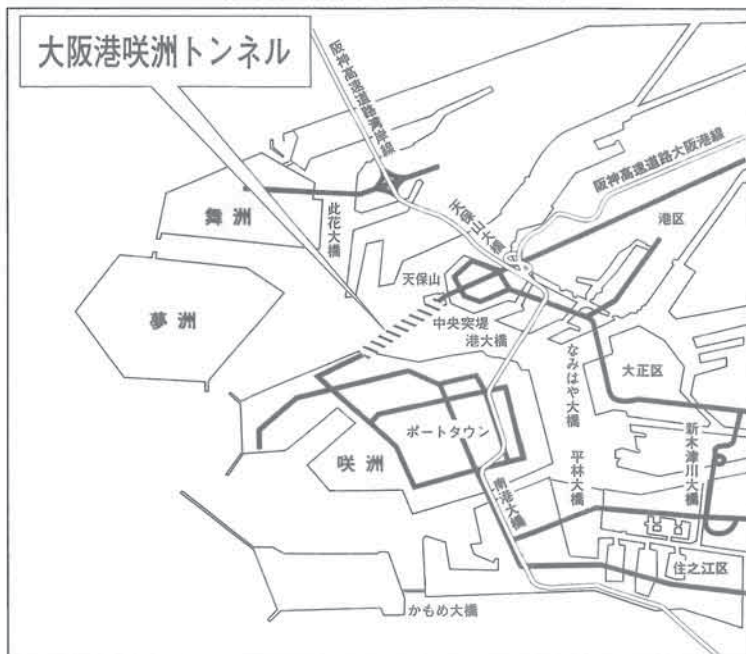 大阪港咲洲トンネル
阪神高速道路湾岸線
阪神高速道路大阪港線
舞洲
此花大橋
天保山大橋
港区
天保山
夢洲
中央突堤
港大橋
なみはや大橋
大正区
ポートタウン
咲洲
平林大橋
新木津川大橋
南港大橋
住之江区
かもめ大橋